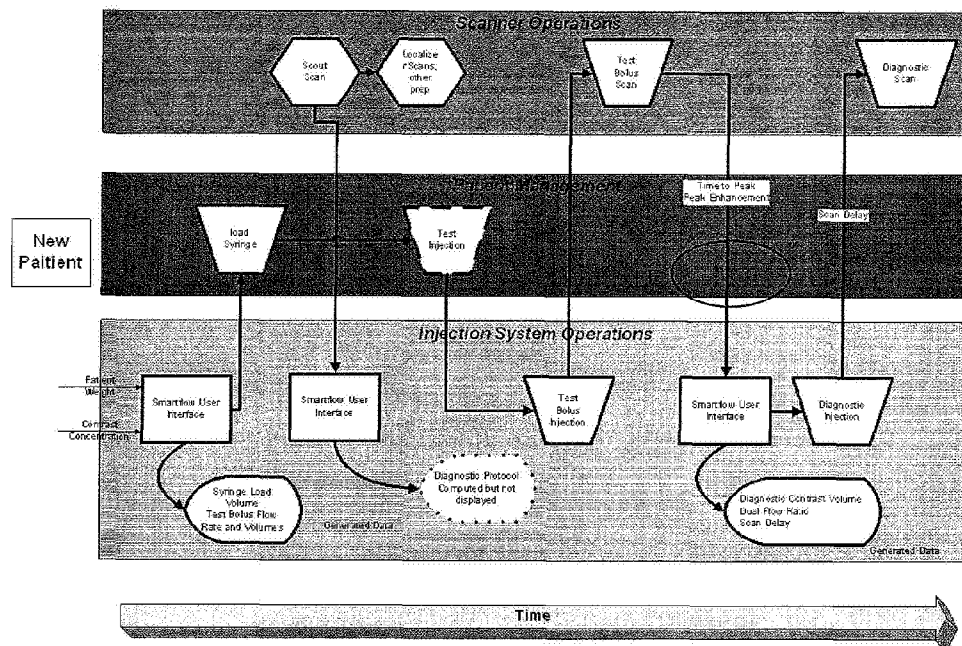 Scanner Operations
Scout
Scan
Localize
r Scans;
other
prep
Test
Bolus
Scan
Diagnostic
Scan
Patient Management
Time to Peak
Peak Enhancement
Scan Delay
load
Syringe
Test
Injection
New
Paitient
Injection System Operations
Patient
Weight
Contrast
Concentration
Smartflow User
Interface
Smartflow User
Interface
Test
Bolus
Injection
Smartflow User
Interface
Diagnostic
Injection
Syringe Load
Volume
Test Bolus Flow
Rate and Volumes
Generated Data
Diagnostic Protocol
Computed but not
displayed
Diagnostic Contrast Volume
Dual Flow Ratio
Scan Delay
Generated Data
Time